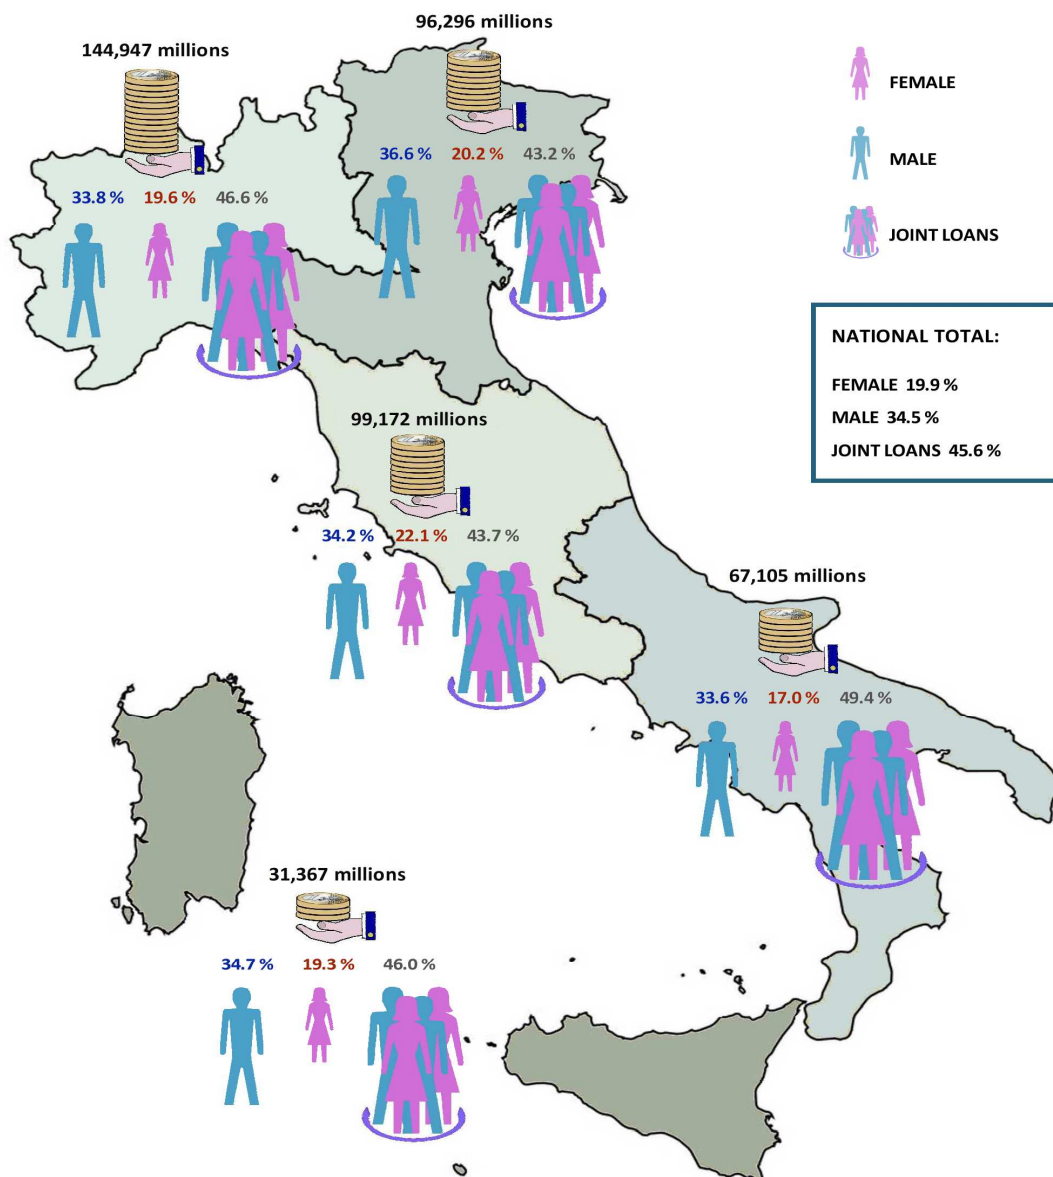 96,296 millions
144,947 millions
36.6 % 20.2 % 43.2 %
33.8 % 19.6 % 46.6 %
FEMALE
MALE
JOINT LOANS
NATIONAL TOTAL:
FEMALE 19.9 %
MALE 34.5 %
JOINT LOANS 45.6 %
99,172 millions
34.2 % 22.1 % 43.7 %
67,105 millions
33.6 % 17.0 % 49.4 %
31,367 millions
34.7 % 19.3 % 46.0 %